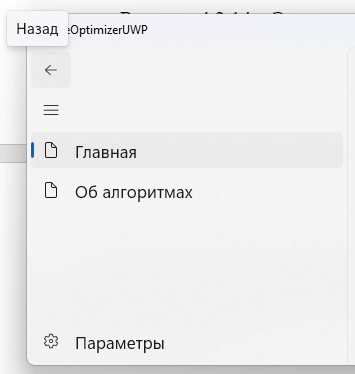 Назад
eOptimizerUWP
Главная
Об алгоритмах
Параметры